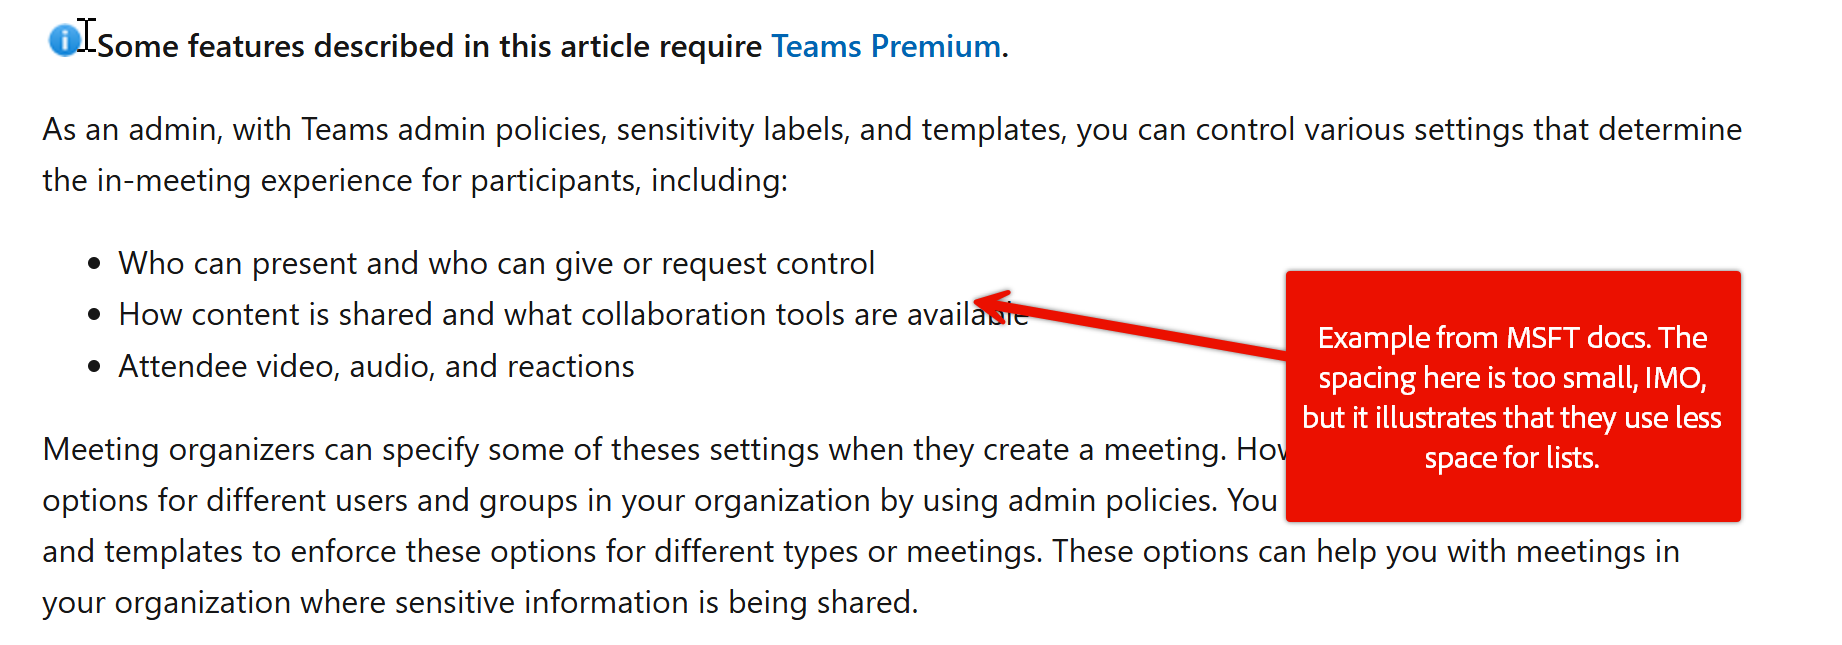 Some features described in this article require Teams Premium.
As an admin, with Teams admin policies, sensitivity labels, and templates, you can control various settings that determine
the in-meeting experience for participants, including:
• Who can present and who can give or request control
• How content is shared and what collaboration tools are available
• Attendee video, audio, and reactions
Meeting organizers can specify some of theses settings when they create a meeting.
options for different users and groups in your organization by using admin policies. You
and templates to enforce these options for different types or meetings. These options can help you with meetings in
your organization where sensitive information is being shared.
Example from MSFT docs. The
spacing here is too small, IMO,
but it illustrates that they use less
space for lists.